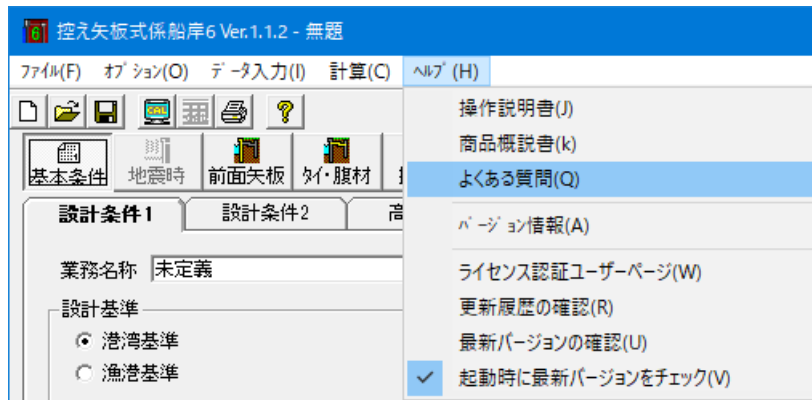 控え矢板式係船岸6 Ver.1.1.2 - 無題
ﾌｧｲﾙ(F) ｵﾌﾟｼｮﾝ(O) ﾃﾞｰﾀ入力(I) 計算(C) ﾍﾙﾌﾟ(H)
操作説明書(J)
商品概説書(k)
よくある質問(Q)
ﾊﾞｰｼﾞｮﾝ情報(A)
ライセンス認証ユーザーページ(W)
更新履歴の確認(R)
最新バージョンの確認(U)
起動時に最新バージョンをチェック(V)
基本条件 地震時 前面矢板 ﾀｲ･腹材
設計条件1 設計条件2 高
業務名称 未定義
設計基準
港湾基準
漁港基準